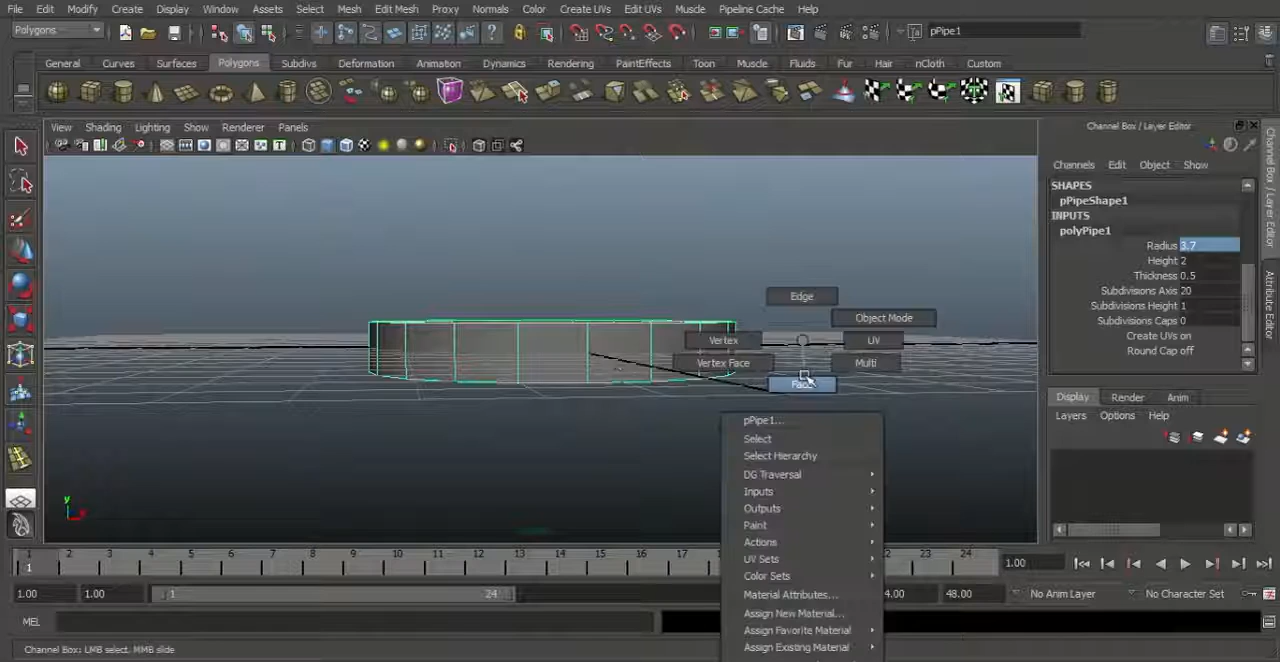 File Edit Modify Create Display Window Assets Select Mesh Edit Mesh Proxy Normals Color Create UVs Edit UVs Muscle Pipeline Cache Help
Polygons
pPipe1
General Curves Surfaces Polygons Subdivs Deformation Animation Dynamics Rendering PaintEffects Toon Muscle Fluids Fur Hair nCloth Custom
View Shading Lighting Show Renderer Panels
Channel Box / Layer Editor
Channels Edit Object Show
SHAPES
pPipeShape1
INPUTS
polyPipe1
Radius 3.7
Height 2
Thickness 0.5
Subdivisions Axis 20
Subdivisions Height 1
Subdivisions Caps 0
Create UVs on
Round Cap off
Channel Box / Layer Editor
Attribute Editor
Edge
Object Mode
Vertex
UV
Vertex Face
Multi
Face
pPipe1...
Select
Select Hierarchy
DG Traversal
Inputs
Outputs
Paint
Actions
UV Sets
Color Sets
Material Attributes...
Assign New Material...
Assign Favorite Material
Assign Existing Material
Display Render Anim
Layers Options Help
y
1 2 3 4 5 6 7 8 9 10 11 12 13 14 15 16 17 22 23 24
1
1.00
1.00 1.00 1 24 48.00 No Anim Layer No Character Set
MEL
Channel Box: LMB select, MMB slide